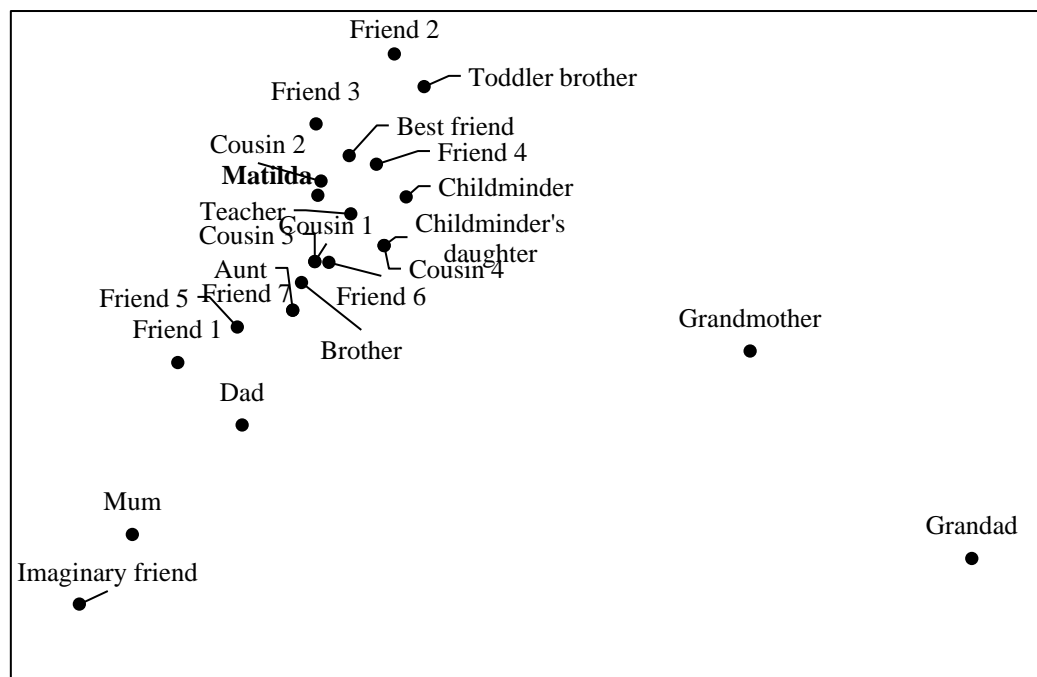 Friend 2
Toddler brother
Friend 3
Best friend
Cousin 2
Friend 4
Matilda
Childminder
Teacher
Cousin 1
Childminder's
daughter
Cousin 3
Aunt
Cousin 4
Friend 5
Friend 7
Friend 6
Friend 1
Brother
Grandmother
Dad
Mum
Grandad
Imaginary friend